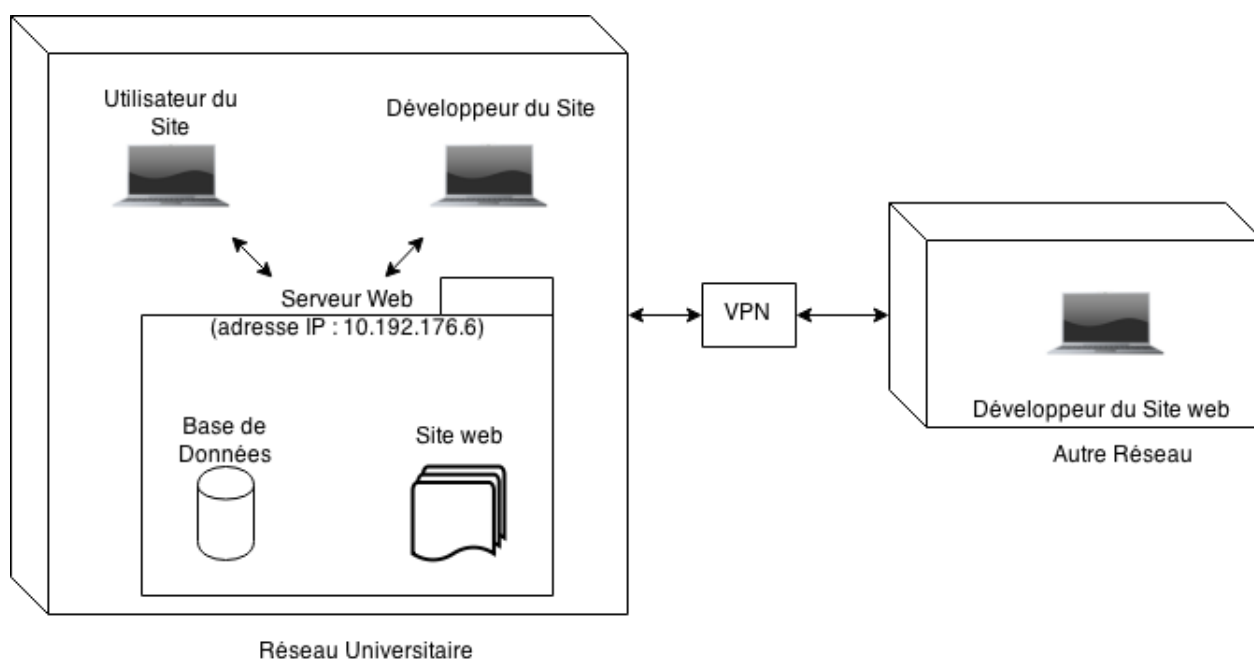 Utilisateur du
Site
Développeur du Site
Serveur Web
(adresse IP : 10.192.176.6)
Base de
Données
Site web
Réseau Universitaire
VPN
Développeur du Site web
Autre Réseau